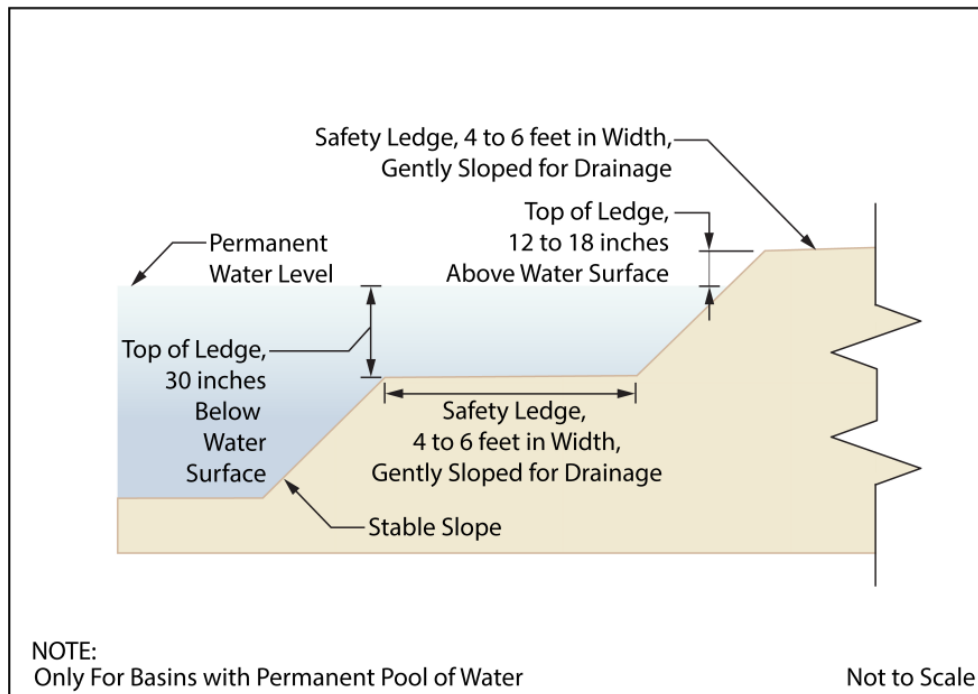 Safety Ledge, 4 to 6 feet in Width,
Gently Sloped for Drainage
Top of Ledge,
12 to 18 inches
Above Water Surface
Permanent
Water Level
Top of Ledge,
30 inches
Below
Water
Surface
Safety Ledge,
4 to 6 feet in Width,
Gently Sloped for Drainage
Stable Slope
NOTE:
Only For Basins with Permanent Pool of Water
Not to Scale